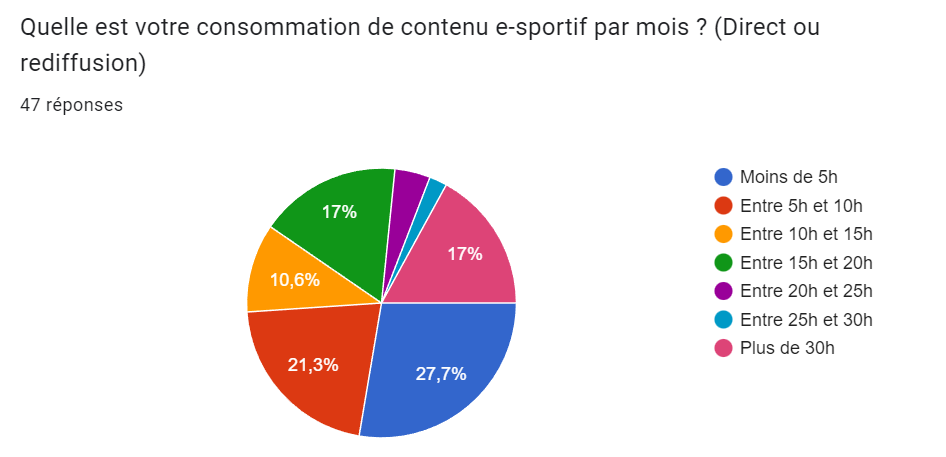 Quelle est votre consommation de contenu e-sportif par mois ? (Direct ou
rediffusion)
47 réponses
Moins de 5h
Entre 5h et 10h
Entre 10h et 15h
Entre 15h et 20h
Entre 20h et 25h
Entre 25h et 30h
Plus de 30h
17%
17%
10,6%
21,3%
27,7%